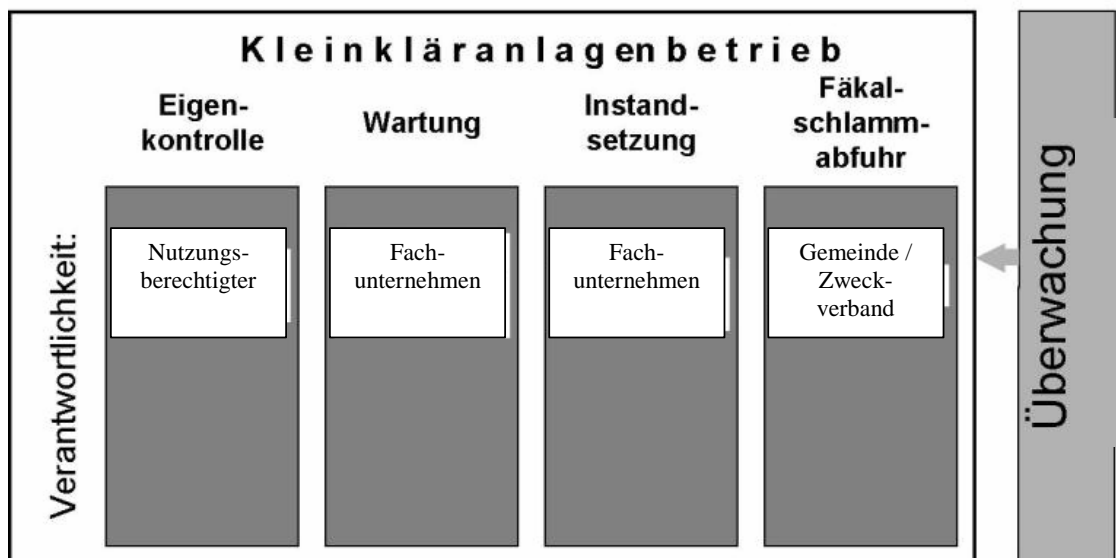 Kleinkläranlagenbetrieb
Eigen-
kontrolle
Wartung
Instand-
setzung
Fäkal-
schlamm-
abfuhr
Verantwortlichkeit:
Nutzungs-
berechtigter
Fach-
unternehmen
Fach-
unternehmen
Gemeinde /
Zweck-
verband
Überwachung